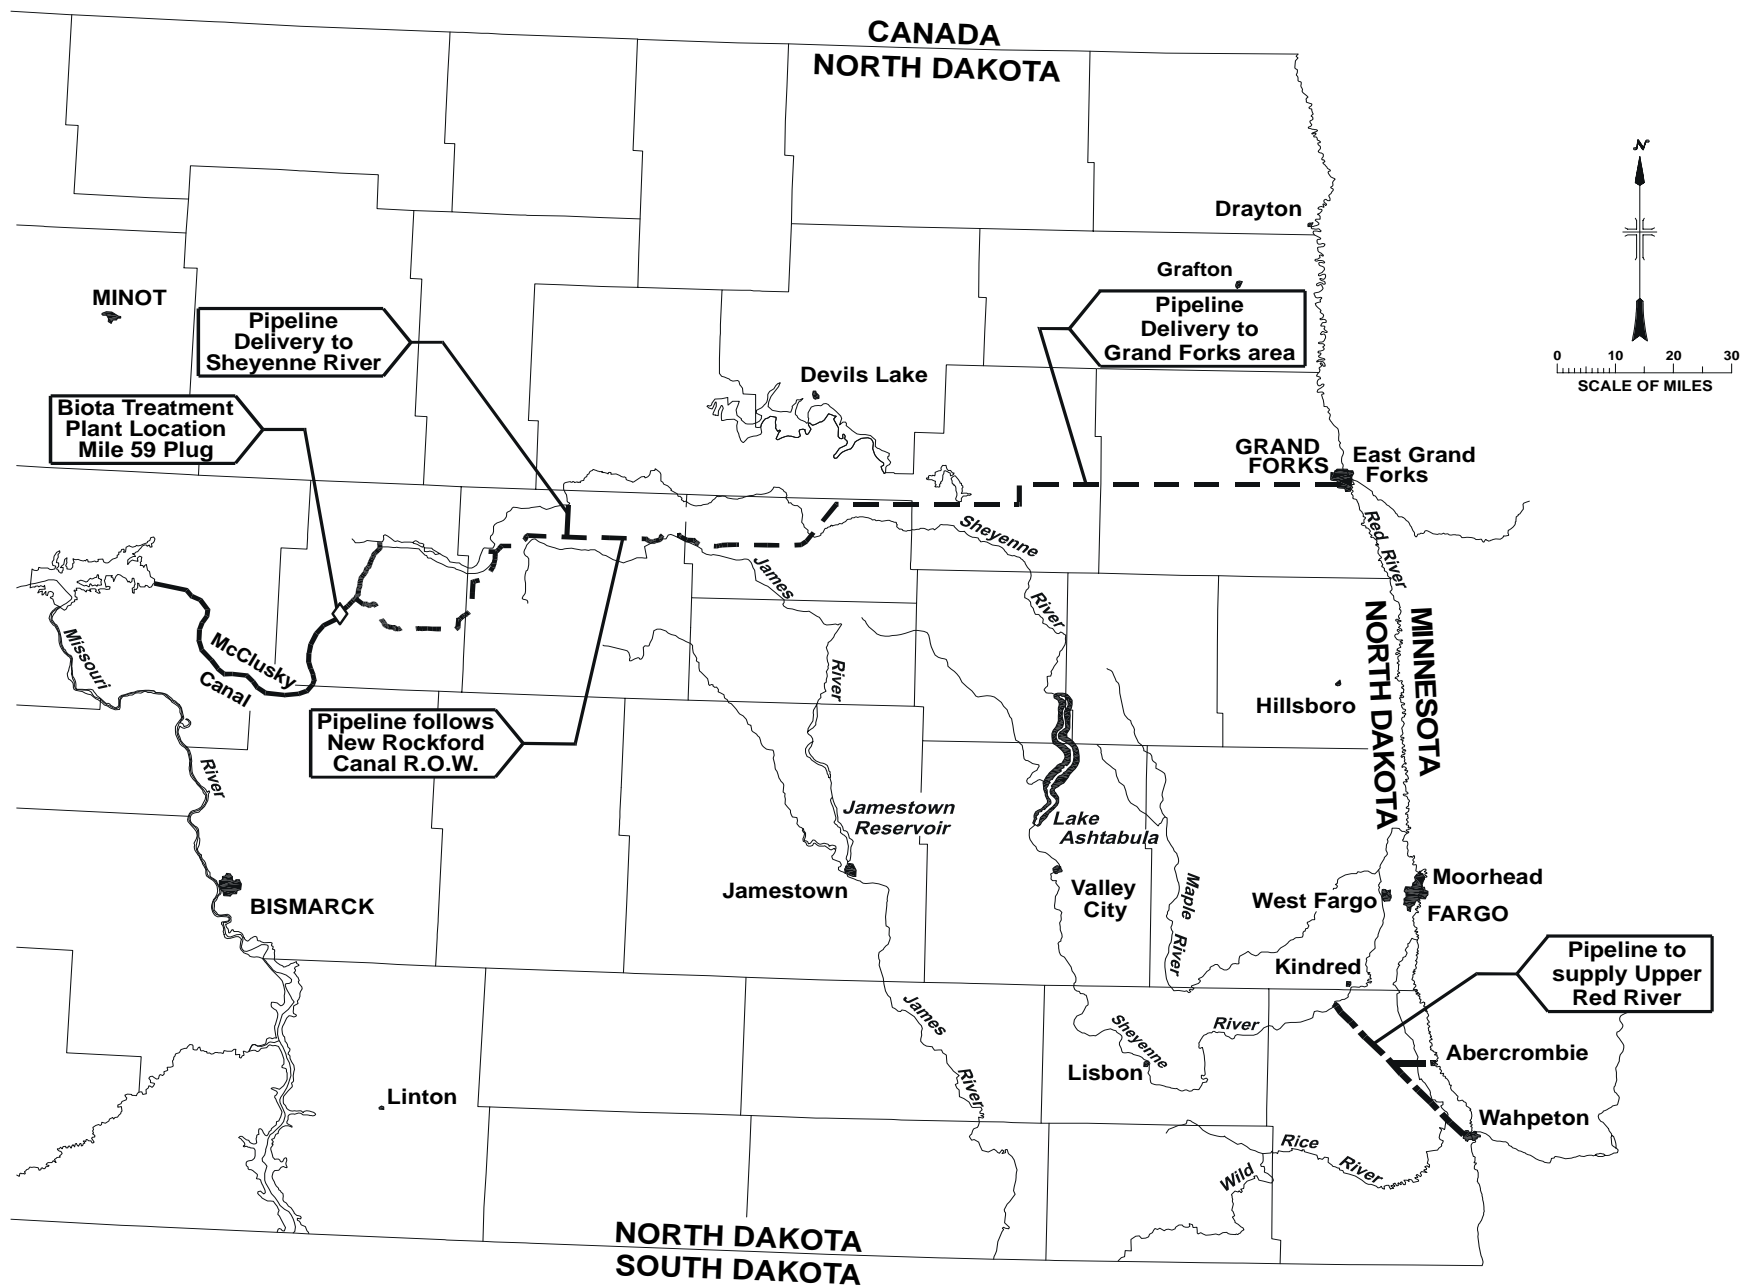 CANADA
NORTH DAKOTA
N
0 10 20 30
SCALE OF MILES
Drayton
Grafton
MINOT
Pipeline
Delivery to
Sheyenne River
Pipeline
Delivery to
Grand Forks area
Devils Lake
Biota Treatment
Plant Location
Mile 59 Plug
GRAND
FORKS
East Grand
Forks
Red River
Sheyenne
River
James
River
Missouri
River
McClusky
Canal
Pipeline follows
New Rockford
Canal R.O.W.
NORTH DAKOTA
MINNESOTA
Hillsboro
Jamestown
Reservoir
Lake
Ashtabula
Jamestown
Valley
City
Maple
River
West Fargo
Moorhead
FARGO
BISMARCK
Kindred
Pipeline to
supply Upper
Red River
James
River
Sheyenne
River
Lisbon
Abercrombie
Linton
Wahpeton
Wild
Rice
River
NORTH DAKOTA
SOUTH DAKOTA